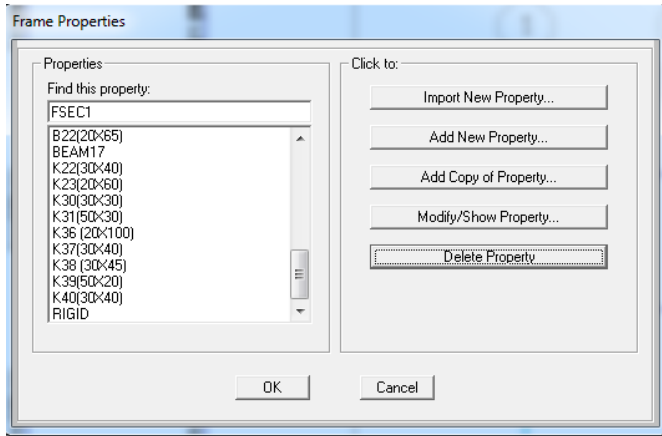 Frame Properties
Properties
Find this property:
FSEC1
B22(20X65)
BEAM17
K22(30X40)
K23(20X60)
K30(30X30)
K31(50X30)
K36 (20X100)
K37(30X40)
K38 (30X45)
K39(50X20)
K40(30X40)
RIGID
Click to:
Import New Property...
Add New Property...
Add Copy of Property...
Modify/Show Property...
Delete Property
OK
Cancel